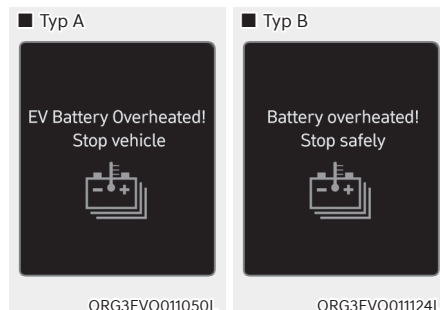 ■ Typ A
EV Battery Overheated!
Stop vehicle
ORG3EVQ011050L
■ Typ B
Battery overheated!
Stop safely
ORG3EVQ011124L